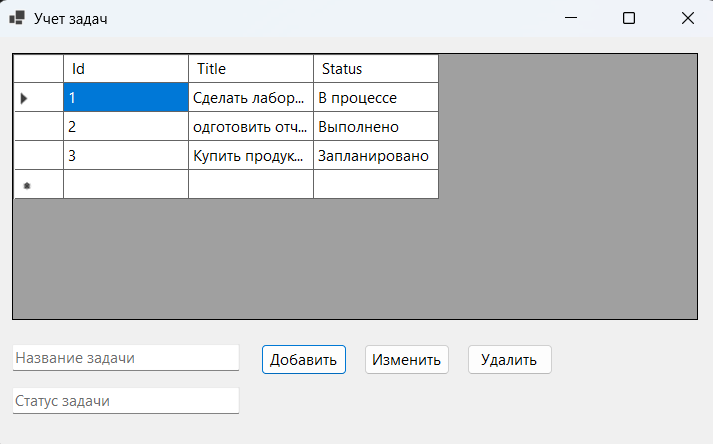 Учет задач
Id Title Status
1 Сделать лабор... В процессе
2 одготовить отч... Выполнено
3 Купить продук... Запланировано
Название задачи Добавить Изменить Удалить
Статус задачи